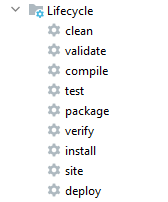 Lifecycle
clean
validate
compile
test
package
verify
install
site
deploy